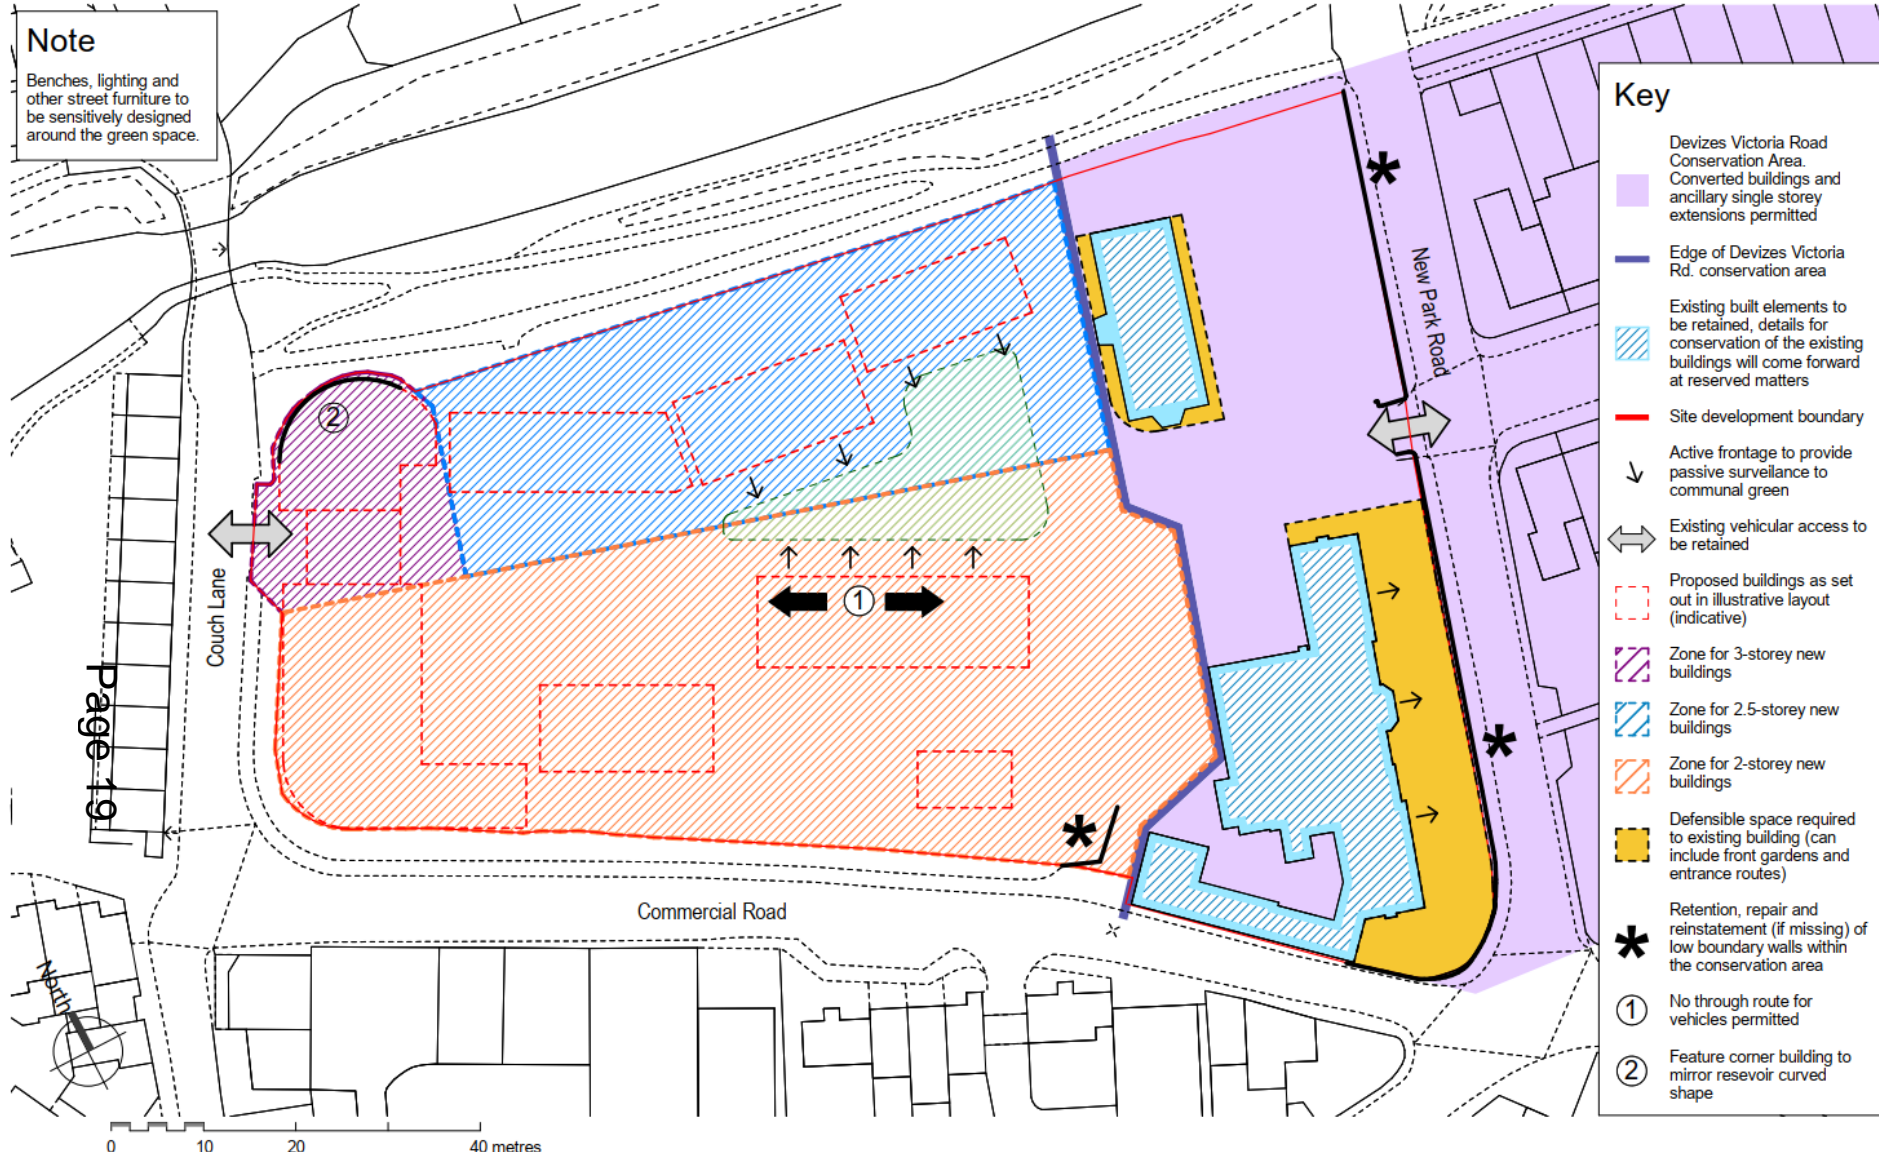 Note
Benches, lighting and
other street furniture to
be sensitively designed
around the green space.
Key
Devizes Victoria Road
Conservation Area.
Converted buildings and
ancillary single storey
extensions permitted
Edge of Devizes Victoria
Rd. conservation area
Existing built elements to
be retained, details for
conservation of the existing
buildings will come forward
at reserved matters
Site development boundary
Active frontage to provide
passive surveilance to
communal green
Existing vehicular access to
be retained
Proposed buildings as set
out in illustrative layout
(indicative)
Zone for 3-storey new
buildings
Zone for 2.5-storey new
buildings
Zone for 2-storey new
buildings
Defensible space required
to existing building (can
include front gardens and
entrance routes)
Retention, repair and
reinstatement (if missing) of
low boundary walls within
the conservation area
1
No through route for
vehicles permitted
2
Feature corner building to
mirror resevoir curved
shape
New Park Road
2
1
Couch Lane
Page 19
Commercial Road
North
0 10 20 40 metres